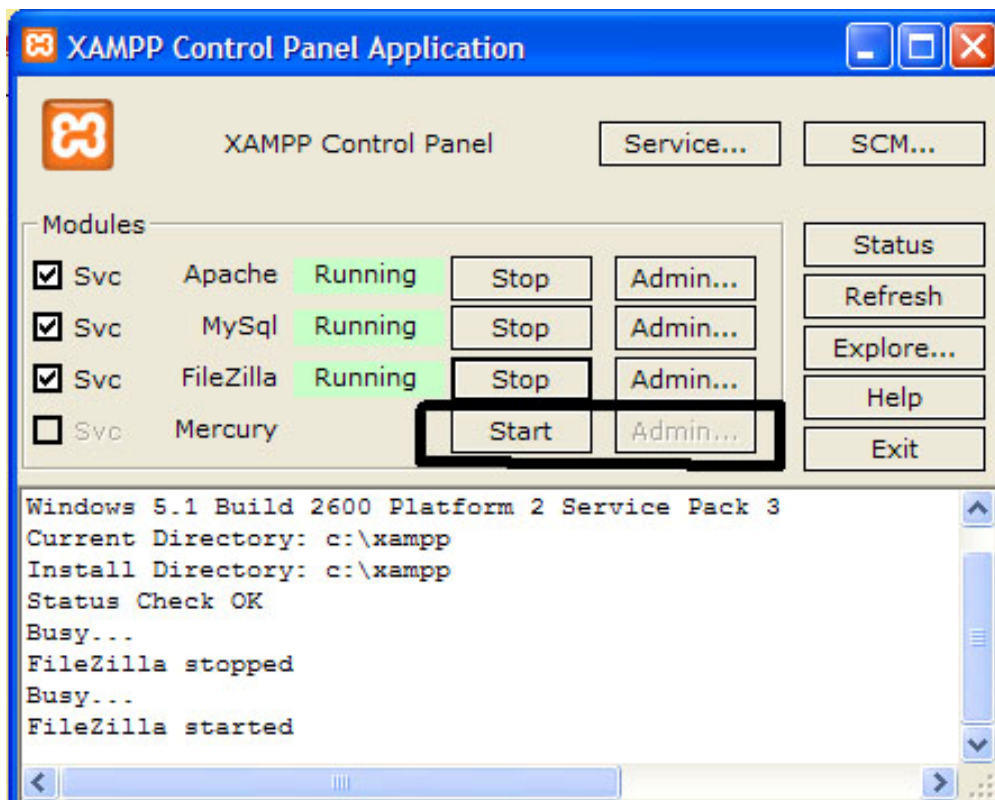 XAMPP Control Panel Application
XAMPP Control Panel Service... SCM...
Modules
Svc Apache Running Stop Admin...
Svc MySql Running Stop Admin...
Svc FileZilla Running Stop Admin...
Svc Mercury Start Admin...
Status
Refresh
Explore...
Help
Exit
Windows 5.1 Build 2600 Platform 2 Service Pack 3
Current Directory: c:\xampp
Install Directory: c:\xampp
Status Check OK
Busy...
FileZilla stopped
Busy...
FileZilla started